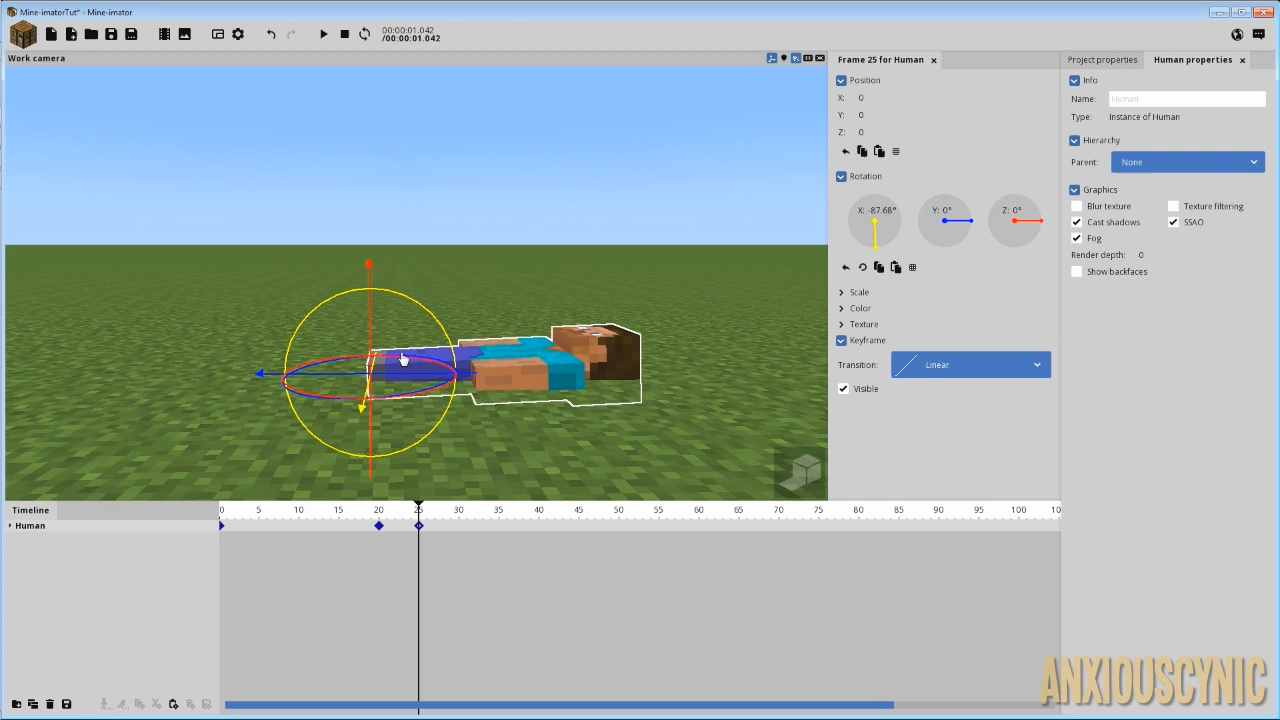 Mine-imatorTut* - Mine-imator
00:00:01.042
/00:00:01.042
Work camera
Frame 25 for Human
Project properties
Human properties
Position
X: 0
Y: 0
Z: 0
Rotation
X: -87.68°
Y: 0°
Z: 0°
Scale
Color
Texture
Keyframe
Transition: Linear
Visible
Info
Name: Human
Type: Instance of Human
Hierarchy
Parent: None
Graphics
Blur texture
Texture filtering
Cast shadows
SSAO
Fog
Render depth: 0
Show backfaces
Timeline
0 5 10 15 20 25 30 35 40 45 50 55 60 65 70 75 80 85 90 95 100 10
Human
ANXIOUSCYNIC